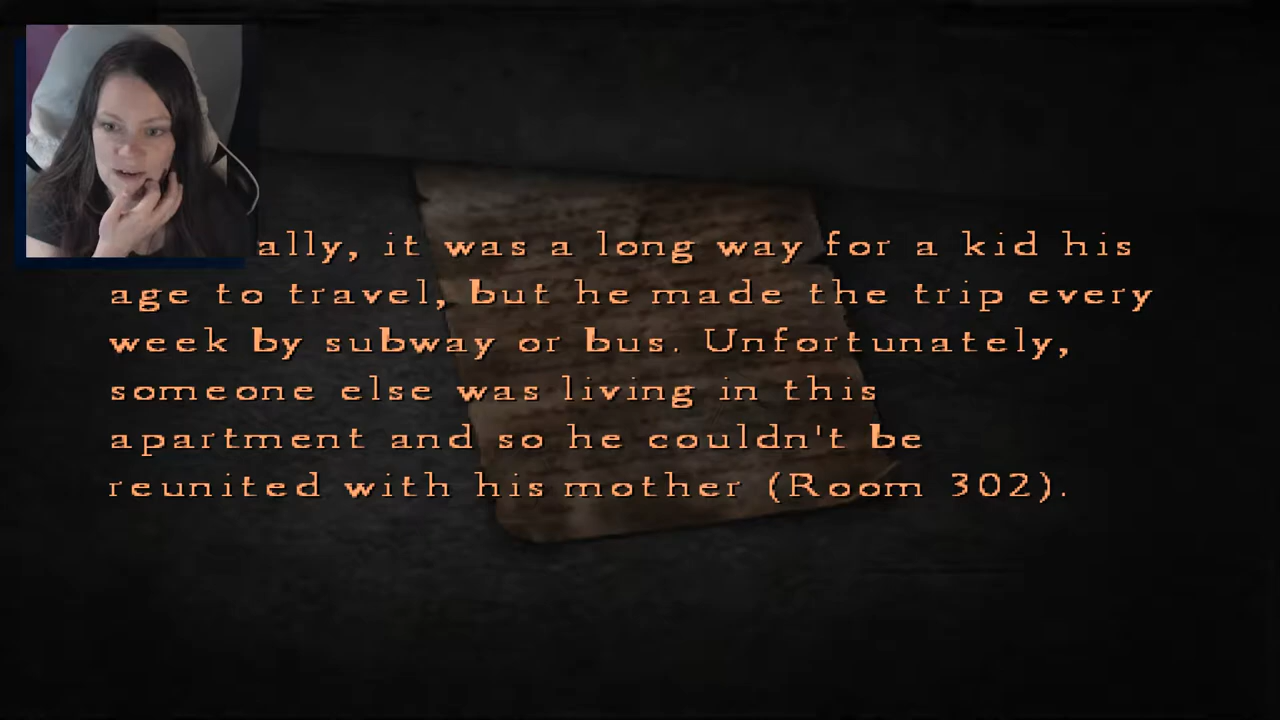 it was a long way for a kid his
age to travel, but he made the trip every
week by subway or bus. Unfortunately,
someone else was living in this
apartment and so he couldn't be
reunited with his mother (Room 302).